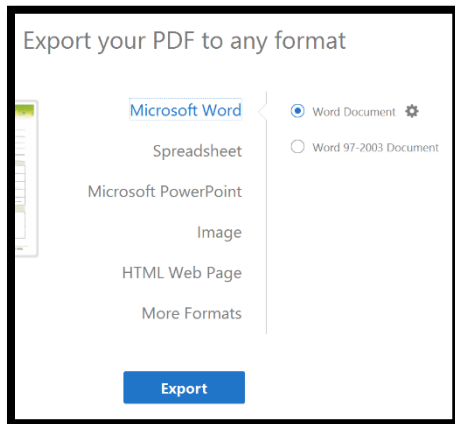 Export your PDF to any format
Microsoft Word
Spreadsheet
Microsoft PowerPoint
Image
HTML Web Page
More Formats
Word Document
Word 97-2003 Document
Export